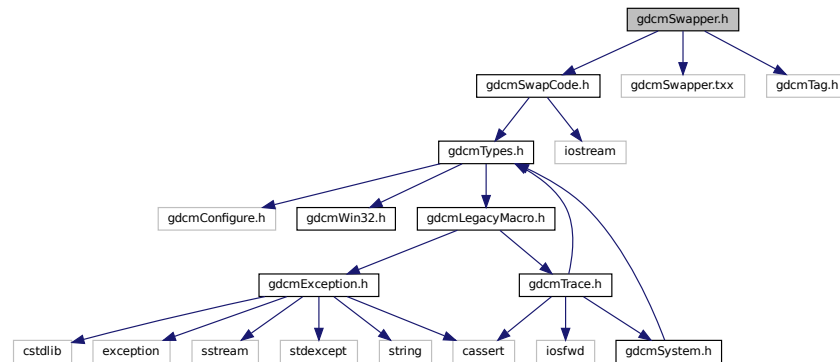 gdcmSwapper.h
gdcmSwapCode.h
gdcmSwapper.txx
gdcmTag.h
gdcmTypes.h
iostream
gdcmConfigure.h
gdcmWin32.h
gdcmLegacyMacro.h
gdcmException.h
gdcmTrace.h
cstdlib
exception
sstream
stdexcept
string
cassert
iosfwd
gdcmSystem.h